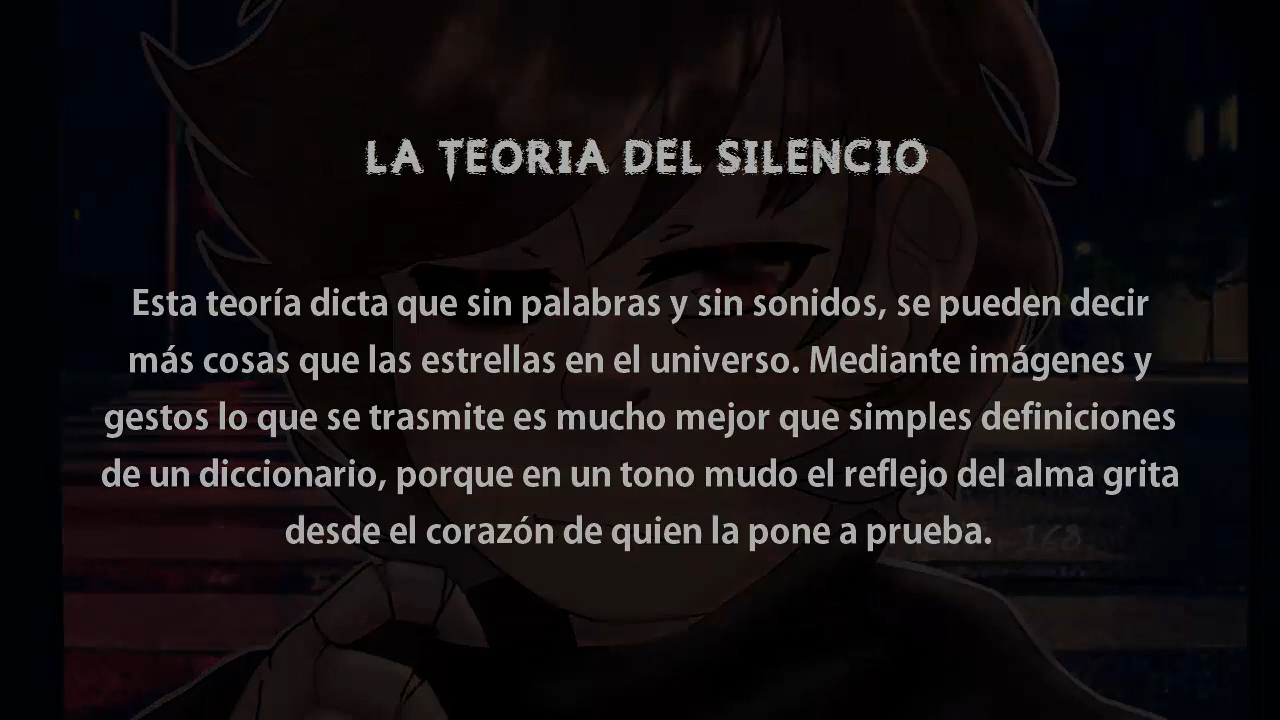 LA TEORIA DEL SILENCIO
Esta teoría dicta que sin palabras y sin sonidos, se pueden decir
más cosas que las estrellas en el universo. Mediante imágenes y
gestos lo que se trasmite es mucho mejor que simples definiciones
de un diccionario, porque en un tono mudo el reflejo del alma grita
desde el corazón de quien la pone a prueba.